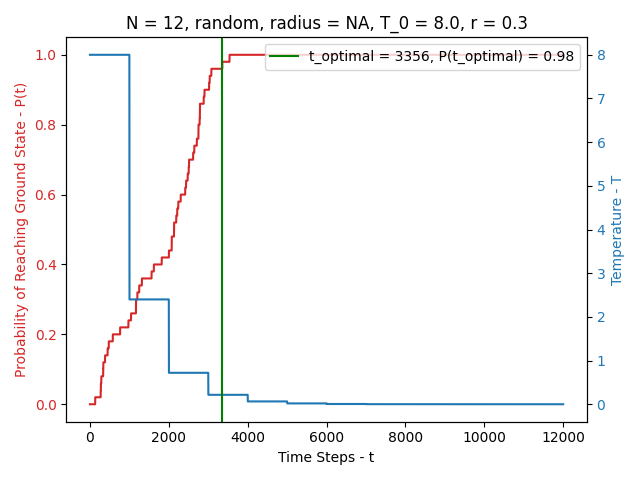 N = 12, random, radius = NA, T_0 = 8.0, r = 0.3
t_optimal = 3356, P(t_optimal) = 0.98
Probability of Reaching Ground State - P(t)
1.0
0.8
0.6
0.4
0.2
0.0
8
7
6
5
4
3
2
1
0
Temperature - T
0 2000 4000 6000 8000 10000 12000
Time Steps - t